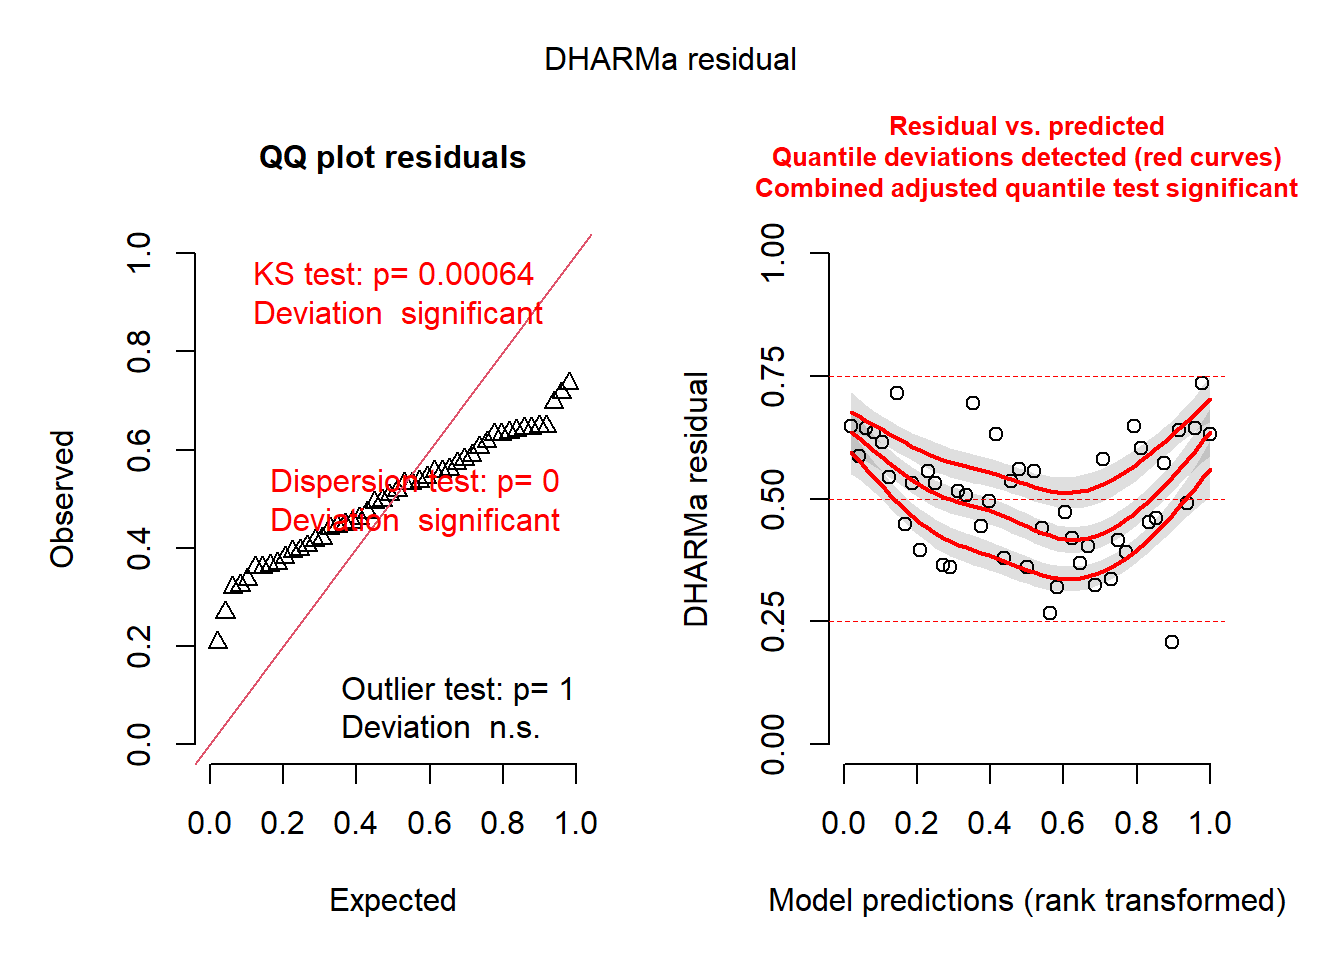 DHARMa residual
QQ plot residuals
KS test: p= 0.00064
Deviation  significant
Dispersion test: p= 0
Deviation  significant
Outlier test: p= 1
Deviation  n.s.
Observed
0.0 0.2 0.4 0.6 0.8 1.0
0.0 0.2 0.4 0.6 0.8 1.0
Expected
Residual vs. predicted
Quantile deviations detected (red curves)
Combined adjusted quantile test significant
DHARMa residual
0.00 0.25 0.50 0.75 1.00
0.0 0.2 0.4 0.6 0.8 1.0
Model predictions (rank transformed)